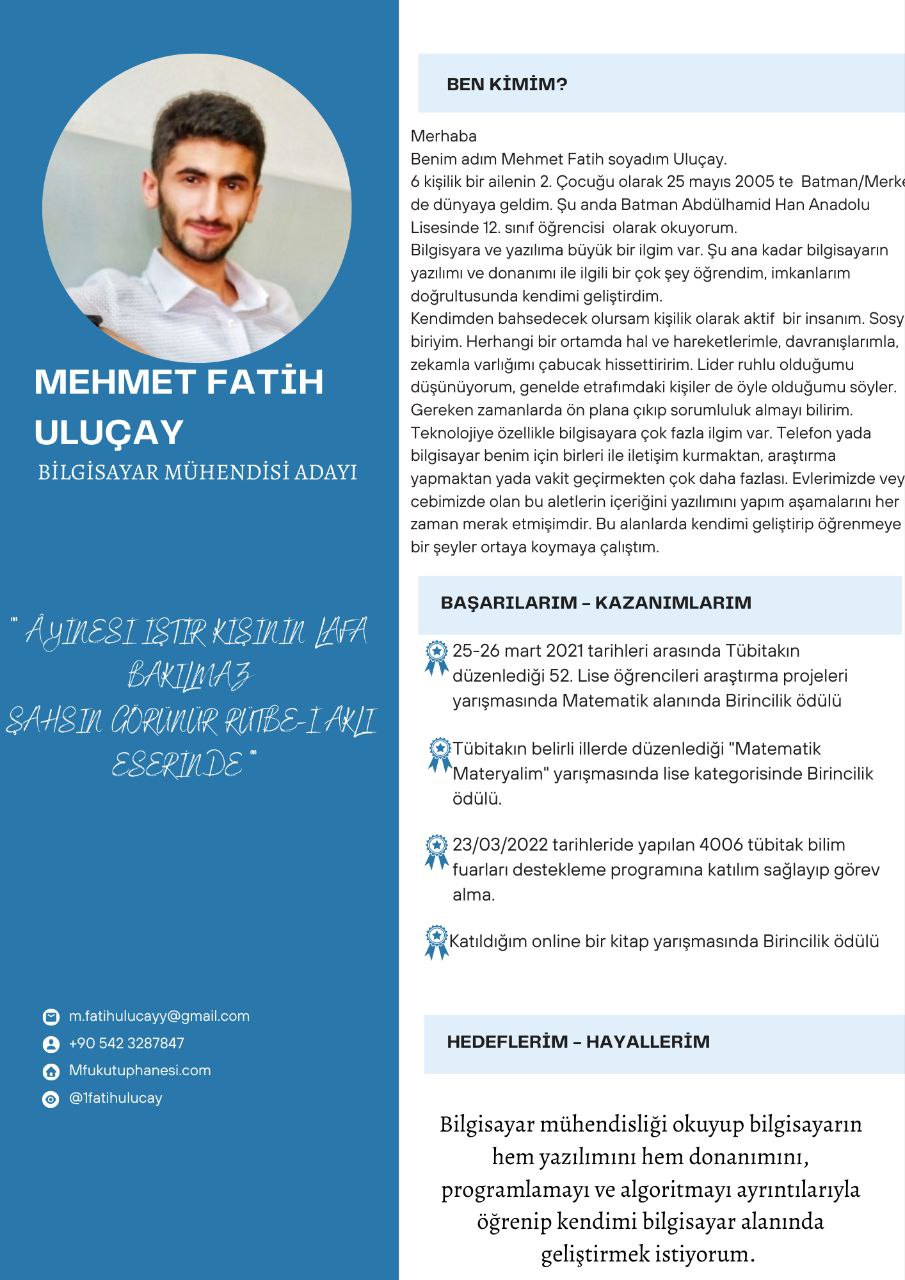 MEHMET FATİH
ULUÇAY
BİLGİSAYAR MÜHENDİSİ ADAYI
" ÂYİNESİ İŞTİR KİŞİNİN LAFA
BAKILMAZ
ŞAHSIN GÖRÜNÜR RÜTBE-İ AKLI
ESERİNDE "
m.fatihulucayy@gmail.com
+90 542 3287847
Mfukutuphanesi.com
@1fatihulucay
BEN KİMİM?
Merhaba
Benim adım Mehmet Fatih soyadım Uluçay.
6 kişilik bir ailenin 2. Çocuğu olarak 25 mayıs 2005 te Batman/Merke
de dünyaya geldim. Şu anda Batman Abdülhamid Han Anadolu
Lisesinde 12. sınıf öğrencisi olarak okuyorum.
Bilgisyara ve yazılıma büyük bir ilgim var. Şu ana kadar bilgisayarın
yazılımı ve donanımı ile ilgili bir çok şey öğrendim, imkanlarım
doğrultusunda kendimi geliştirdim.
Kendimden bahsedecek olursam kişilik olarak aktif bir insanım. Sosy
biriyim. Herhangi bir ortamda hal ve hareketlerimle, davranışlarımla,
zekamla varlığımı çabucak hissettiririm. Lider ruhlu olduğumu
düşünüyorum, genelde etrafımdaki kişiler de öyle olduğumu söyler.
Gereken zamanlarda ön plana çıkıp sorumluluk almayı bilirim.
Teknolojiye özellikle bilgisayara çok fazla ilgim var. Telefon yada
bilgisayar benim için birleri ile iletişim kurmaktan, araştırma
yapmaktan yada vakit geçirmekten çok daha fazlası. Evlerimizde vey
cebimizde olan bu aletlerin içeriğini yazılımını yapım aşamalarını her
zaman merak etmişimdir. Bu alanlarda kendimi geliştirip öğrenmeye
bir şeyler ortaya koymaya çalıştım.
BAŞARILARIM - KAZANIMLARIM
25-26 mart 2021 tarihleri arasında Tübitakın
düzenlediği 52. Lise öğrencileri araştırma projeleri
yarışmasında Matematik alanında Birincilik ödülü
Tübitakın belirli illerde düzenlediği "Matematik
Materyalim" yarışmasında lise kategorisinde Birincilik
ödülü.
23/03/2022 tarihleride yapılan 4006 tübitak bilim
fuarları destekleme programına katılım sağlayıp görev
alma.
Katıldığım online bir kitap yarışmasında Birincilik ödülü
HEDEFLERİM - HAYALLERİM
Bilgisayar mühendisliği okuyup bilgisayarın
hem yazılımını hem donanımını,
programlamayı ve algoritmayı ayrıntılarıyla
öğrenip kendimi bilgisayar alanında
geliştirmek istiyorum.